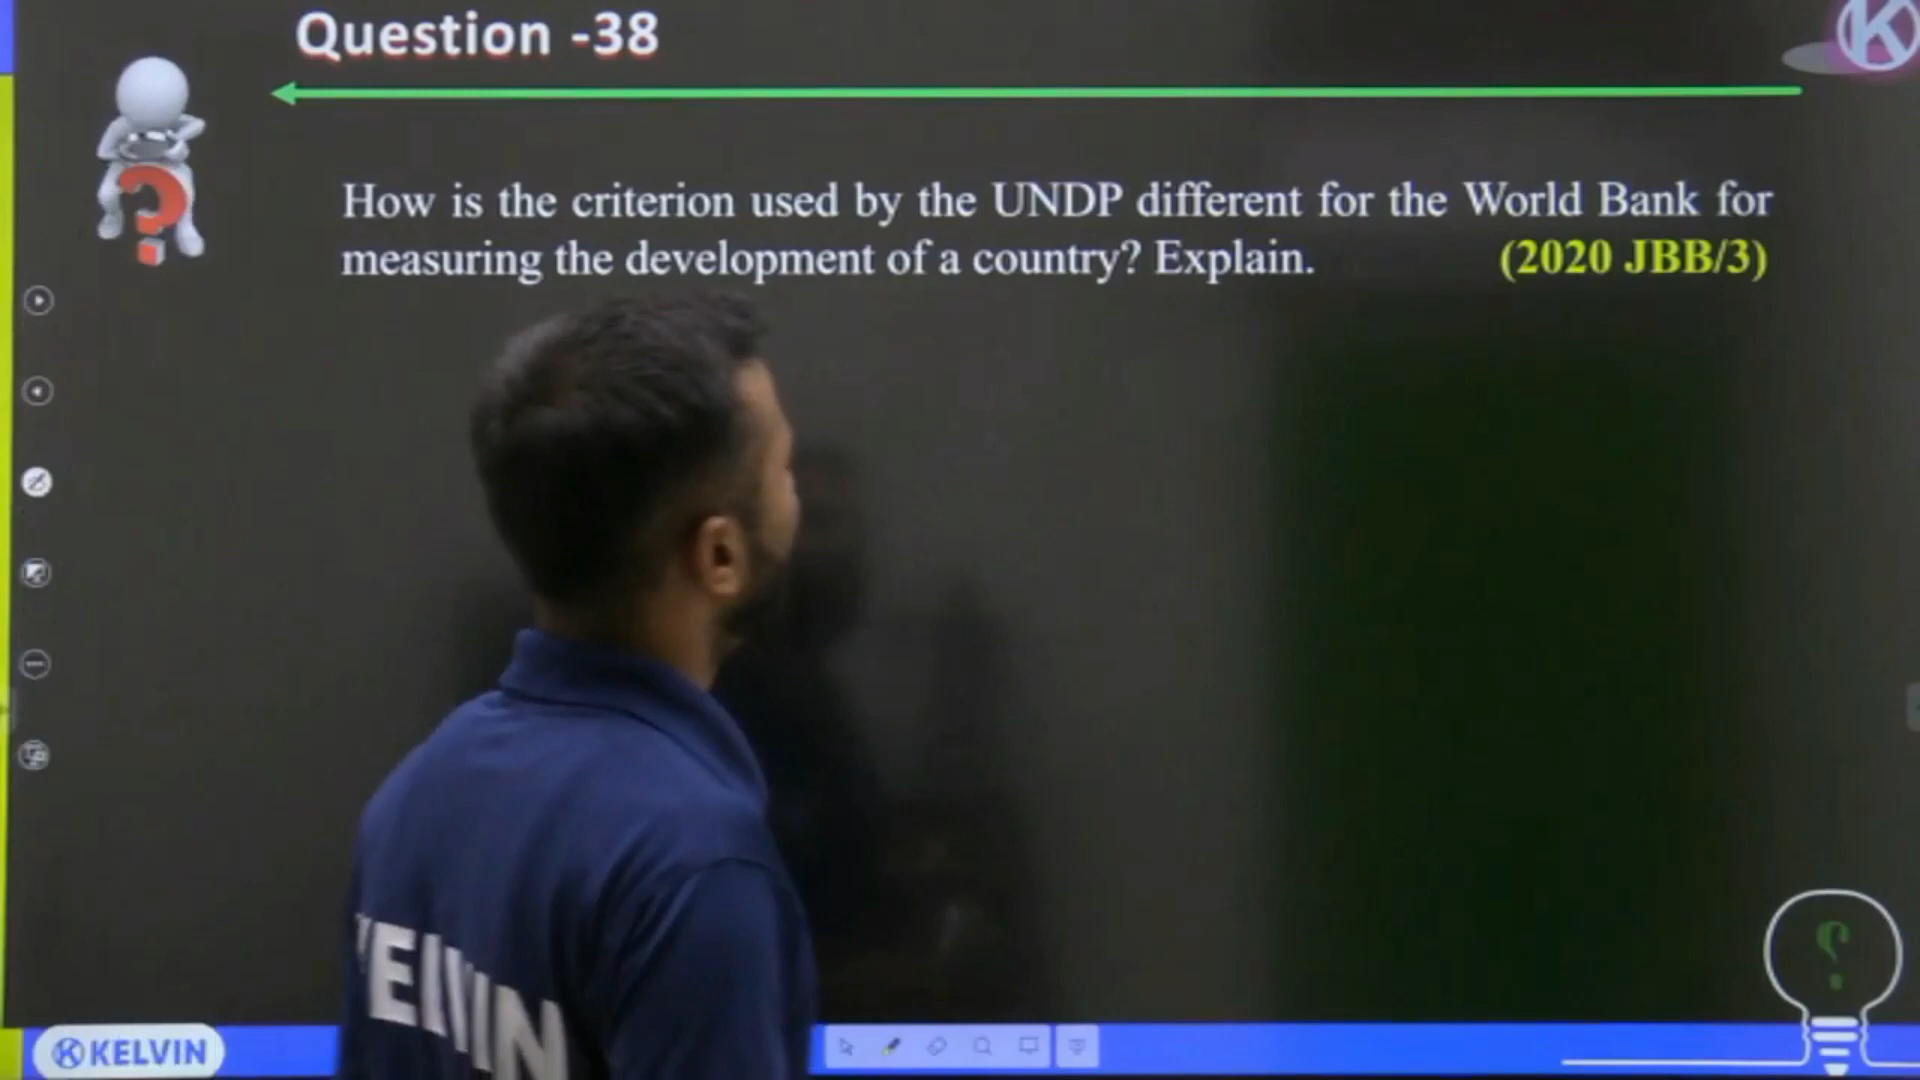 Question -38
How is the criterion used by the UNDP different for the World Bank for
measuring the development of a country? Explain. (2020 JBB/3)
KELVIN